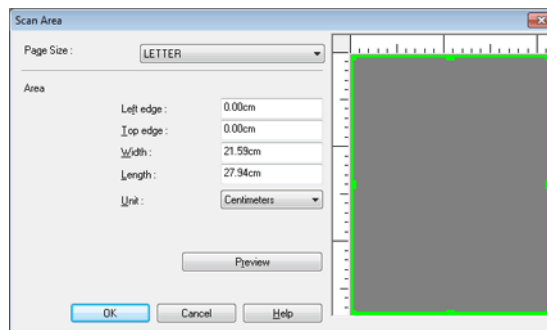 Scan Area
Page Size :
LETTER
Area
Left edge :
0.00cm
Top edge :
0.00cm
Width :
21.59cm
Length :
27.94cm
Unit :
Centimeters
Preview
OK
Cancel
Help